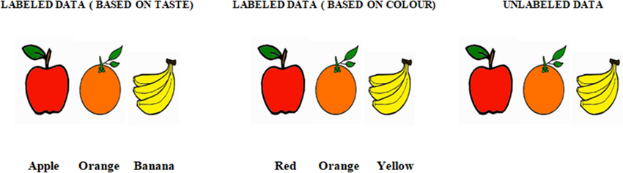 LABELED DATA ( BASED ON TASTE)
LABELED DATA ( BASED ON COLOUR)
UNLABELED DATA
Apple Orange Banana
Red Orange Yellow